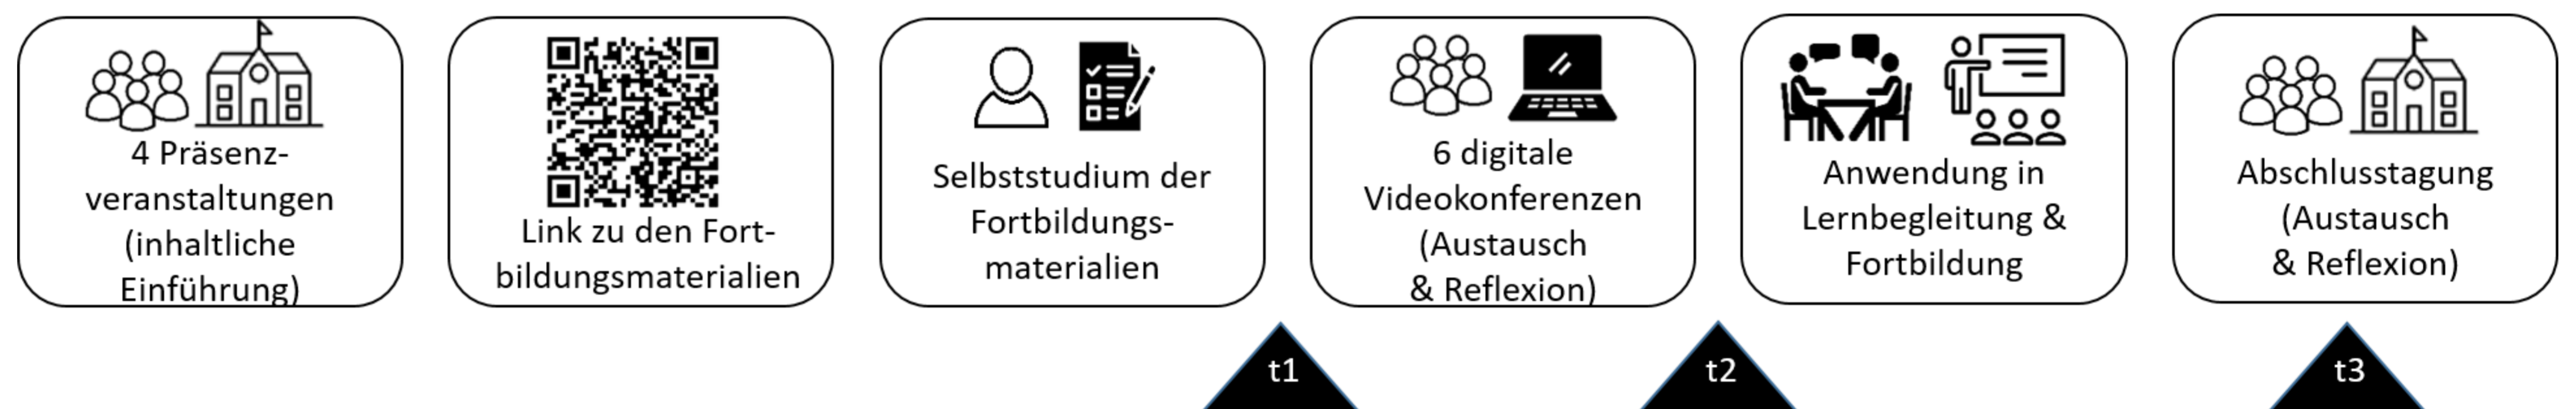 4 Präsenz-
veranstaltungen
(inhaltliche
Einführung)
Link zu den Fort-
bildungsmaterialien
Selbststudium der
Fortbildungs-
materialien
6 digitale
Videokonferenzen
(Austausch
& Reflexion)
Anwendung in
Lernbegleitung &
Fortbildung
Abschlusstagung
(Austausch
& Reflexion)
t1
t2
t3